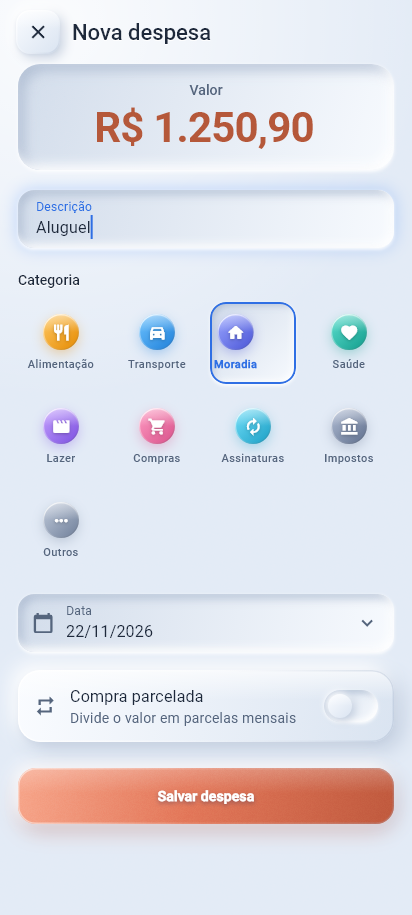 Nova despesa
Valor
R$ 1.250,90
Descrição
Aluguel
Categoria
Alimentação
Transporte
Moradia
Saúde
Lazer
Compras
Assinaturas
Impostos
Outros
Data
22/11/2026
Compra parcelada
Divide o valor em parcelas mensais
Salvar despesa